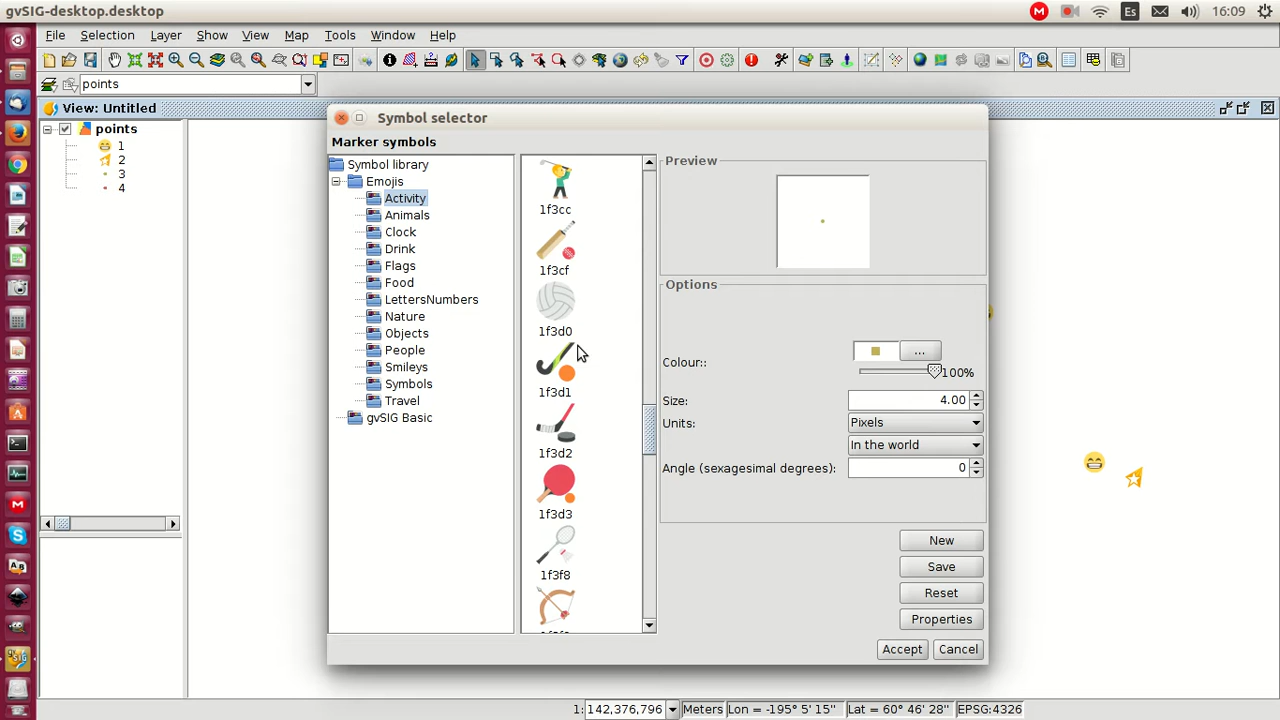 gvSIG-desktop.desktop
Es
16:09
File Selection Layer Show View Map Tools Window Help
points
View: Untitled
points
1
2
3
4
Symbol selector
Marker symbols
Symbol library
Emojis
Activity
Animals
Clock
Drink
Flags
Food
LettersNumbers
Nature
Objects
People
Smileys
Symbols
Travel
gvSIG Basic
1f3cc
1f3cf
1f3d0
1f3d1
1f3d2
1f3d3
1f3f8
Preview
Options
Colour::
...
100%
Size: 4.00
Units: Pixels
In the world
Angle (sexagesimal degrees): 0
New
Save
Reset
Properties
Accept Cancel
1: 142,376,796 Meters Lon = -195° 5' 15" Lat = 60° 46' 28" EPSG:4326